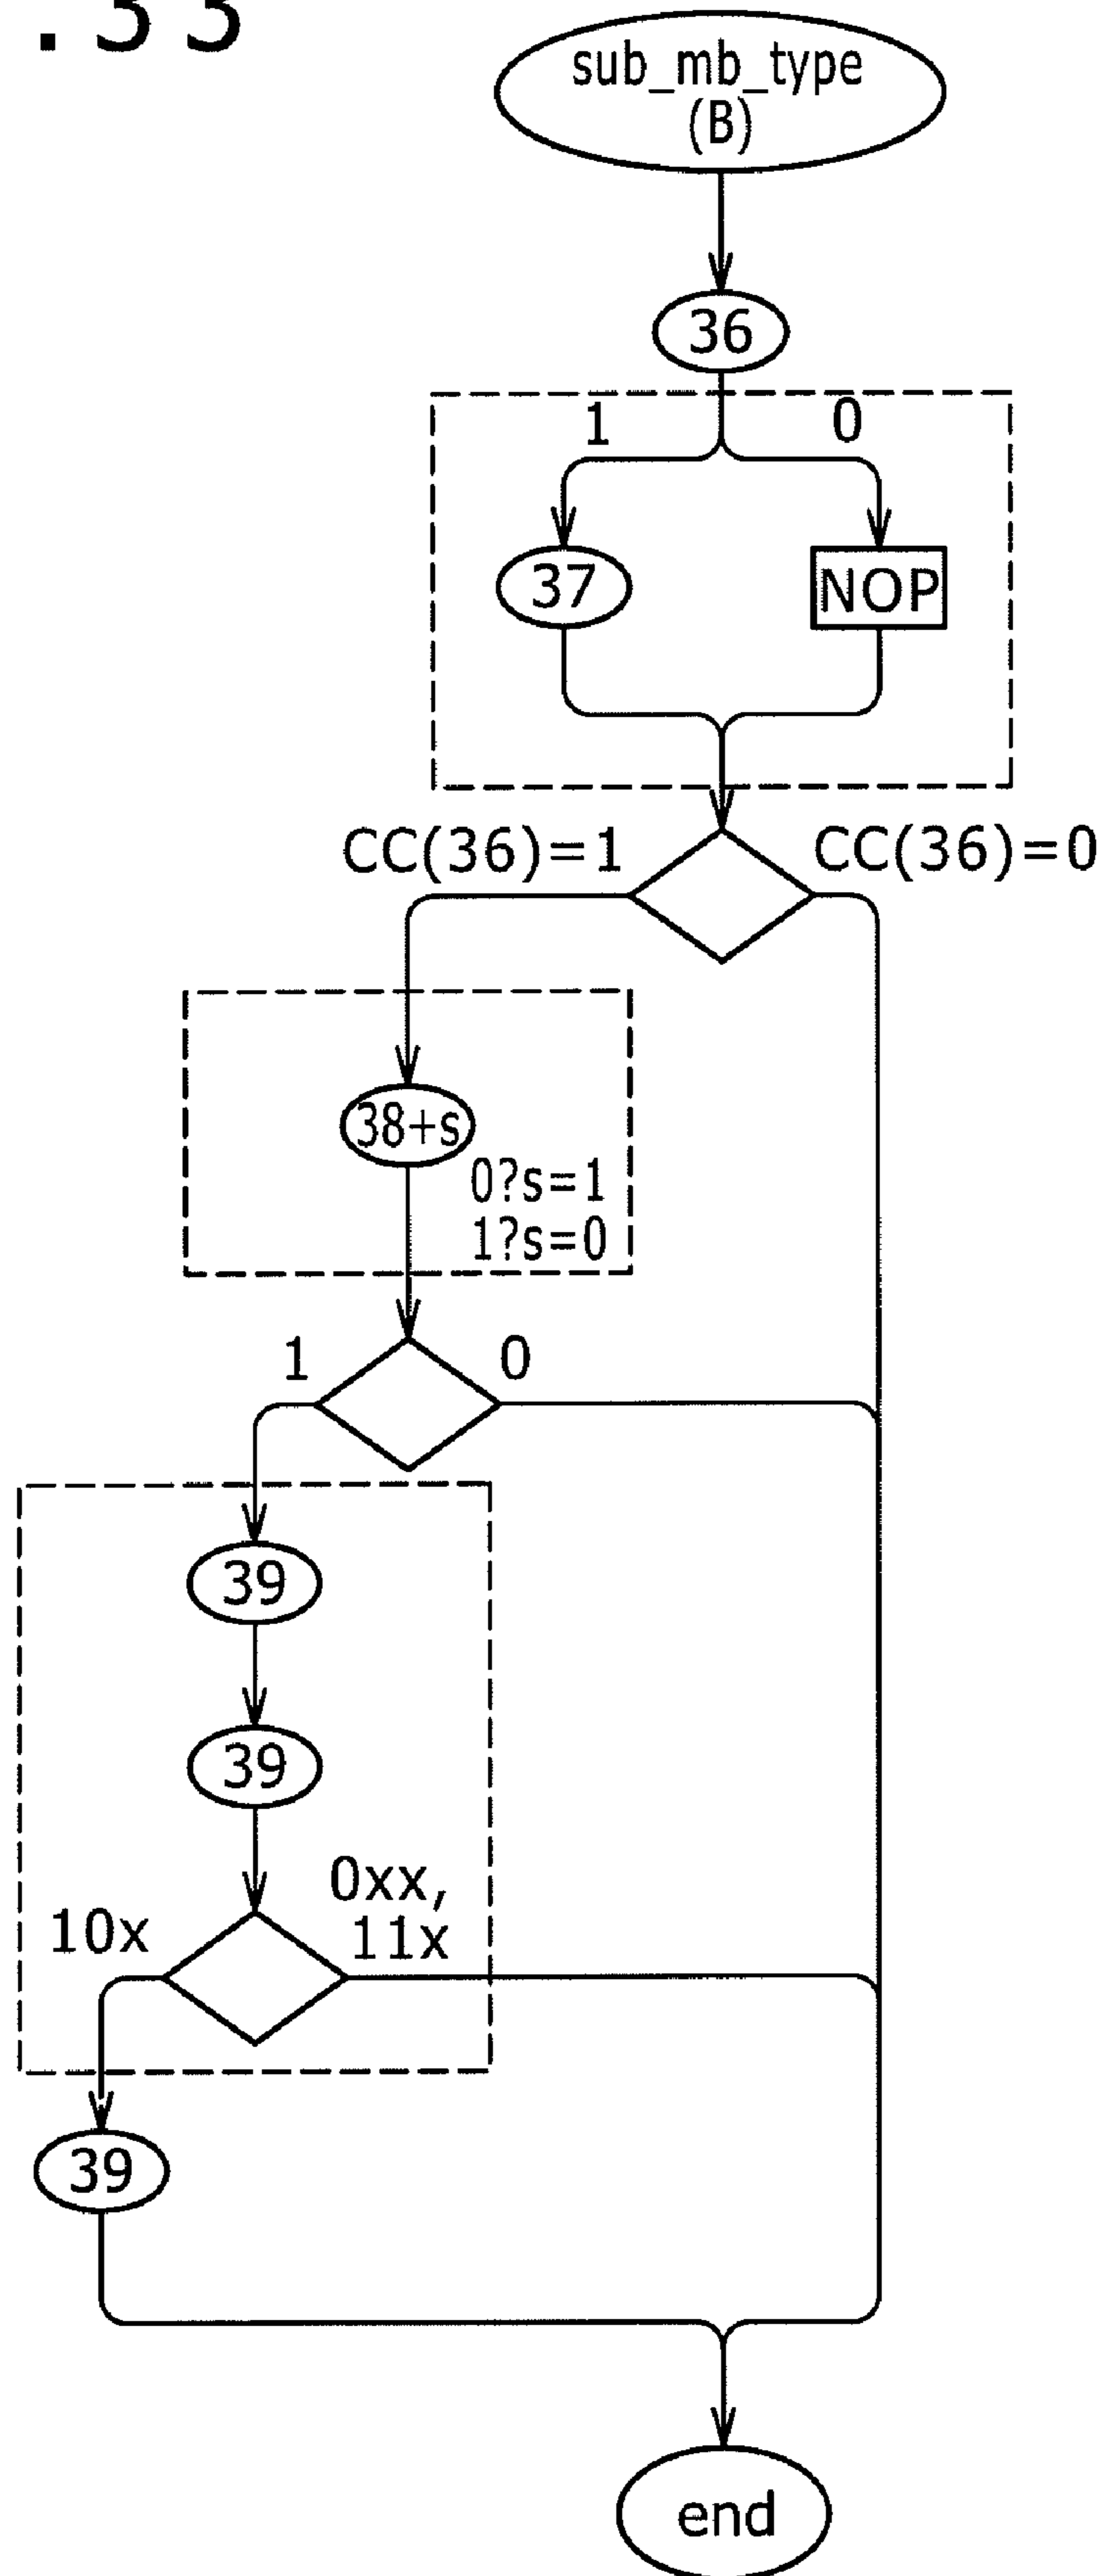 .33
sub_mb_type
(B)
36
1
0
37
NOP
CC(36)=1
CC(36)=0
38+s
0?s=1
1?s=0
1
0
39
39
0xx,
10x
11x
39
end